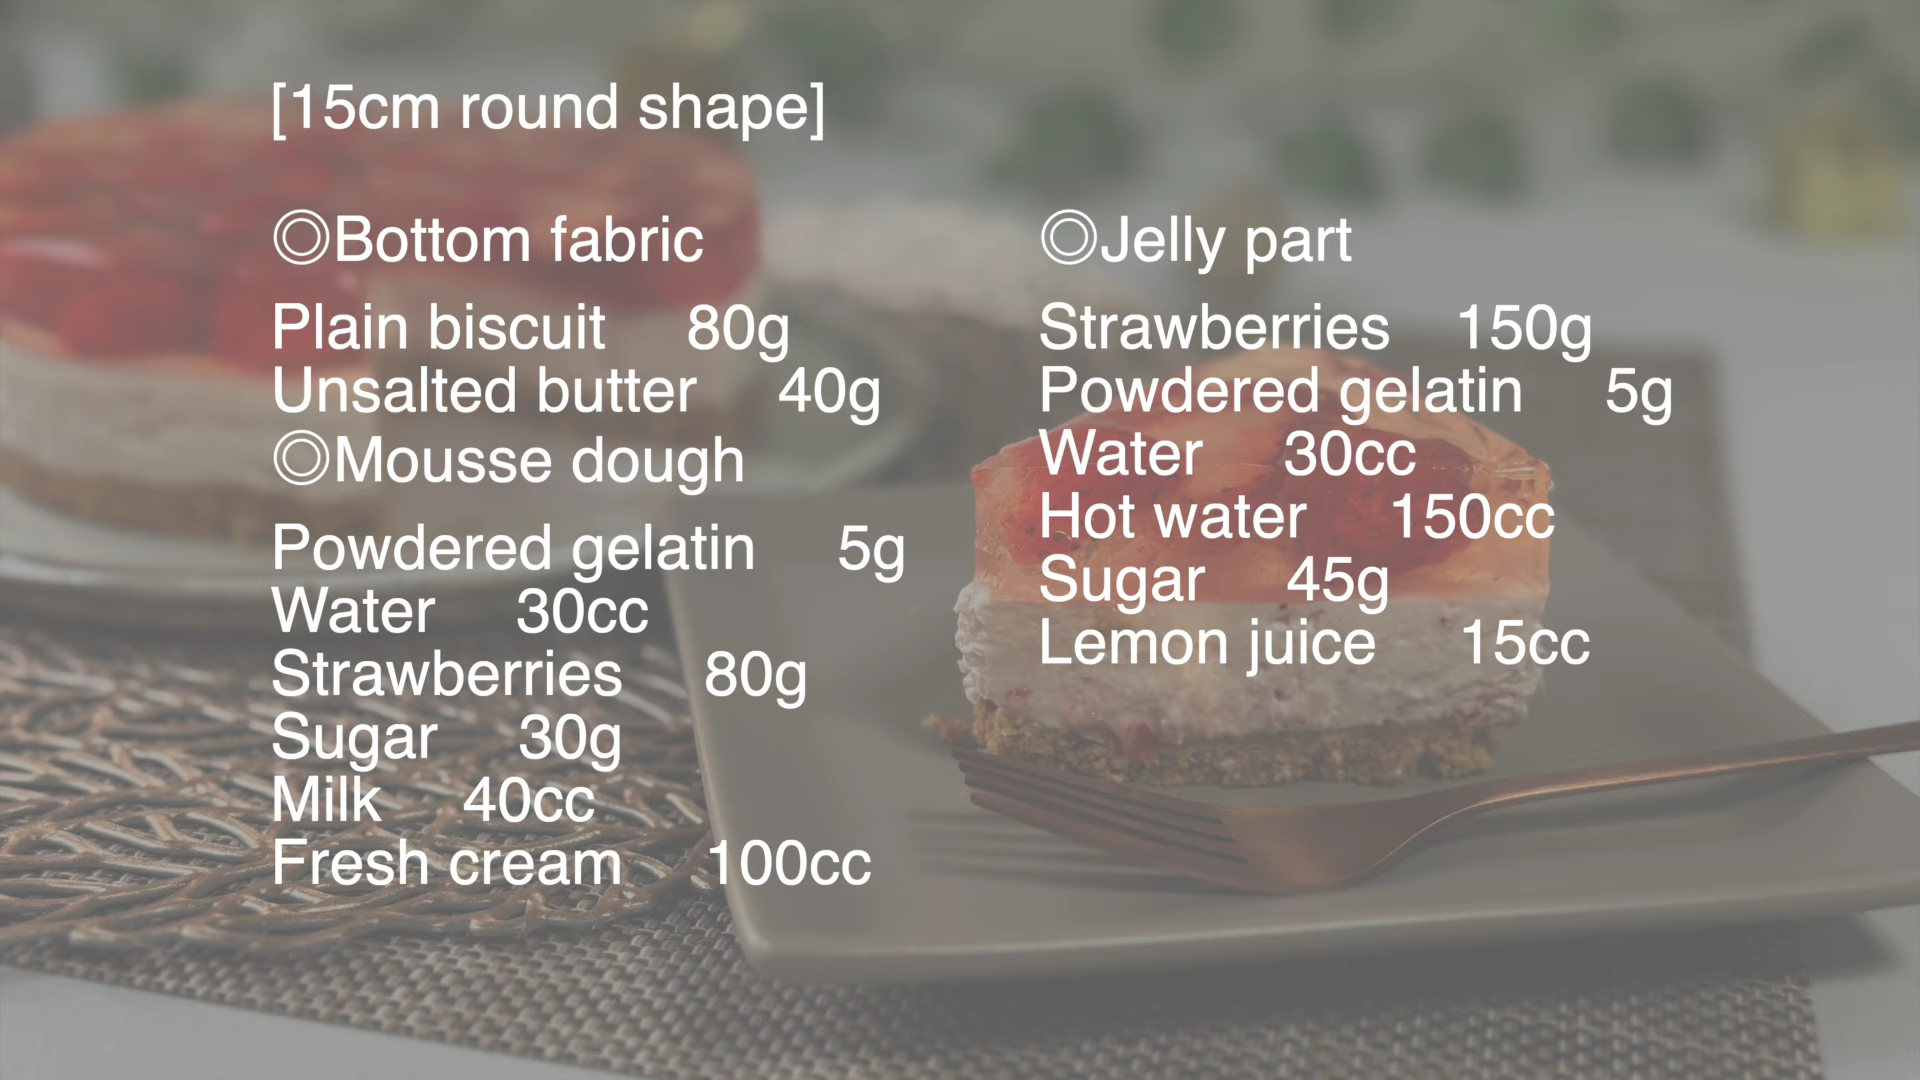 [15cm round shape]
◎Bottom fabric
Plain biscuit 80g
Unsalted butter 40g
◎Mousse dough
Powdered gelatin 5g
Water 30cc
Strawberries 80g
Sugar 30g
Milk 40cc
Fresh cream 100cc
◎Jelly part
Strawberries 150g
Powdered gelatin 5g
Water 30cc
Hot water 150cc
Sugar 45g
Lemon juice 15cc